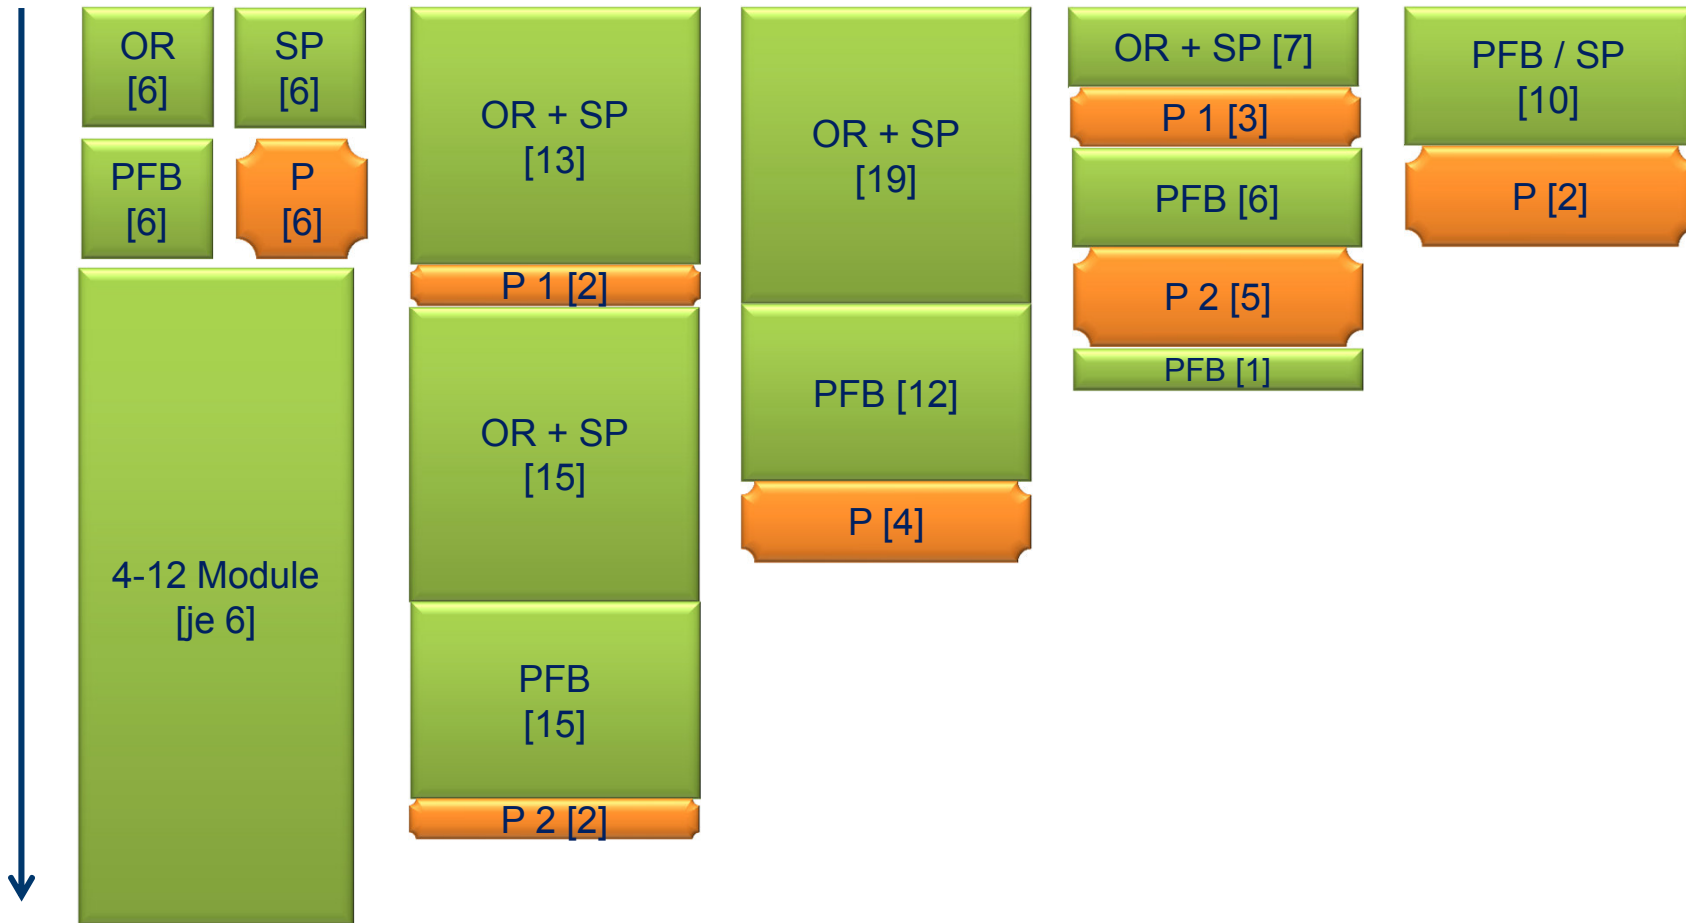 OR
[6]
SP
[6]
PFB
[6]
P
[6]
4-12 Module
[je 6]
OR + SP
[13]
P 1 [2]
OR + SP
[15]
PFB
[15]
P 2 [2]
OR + SP
[19]
PFB [12]
P [4]
OR + SP [7]
P 1 [3]
PFB [6]
P 2 [5]
PFB [1]
PFB / SP
[10]
P [2]